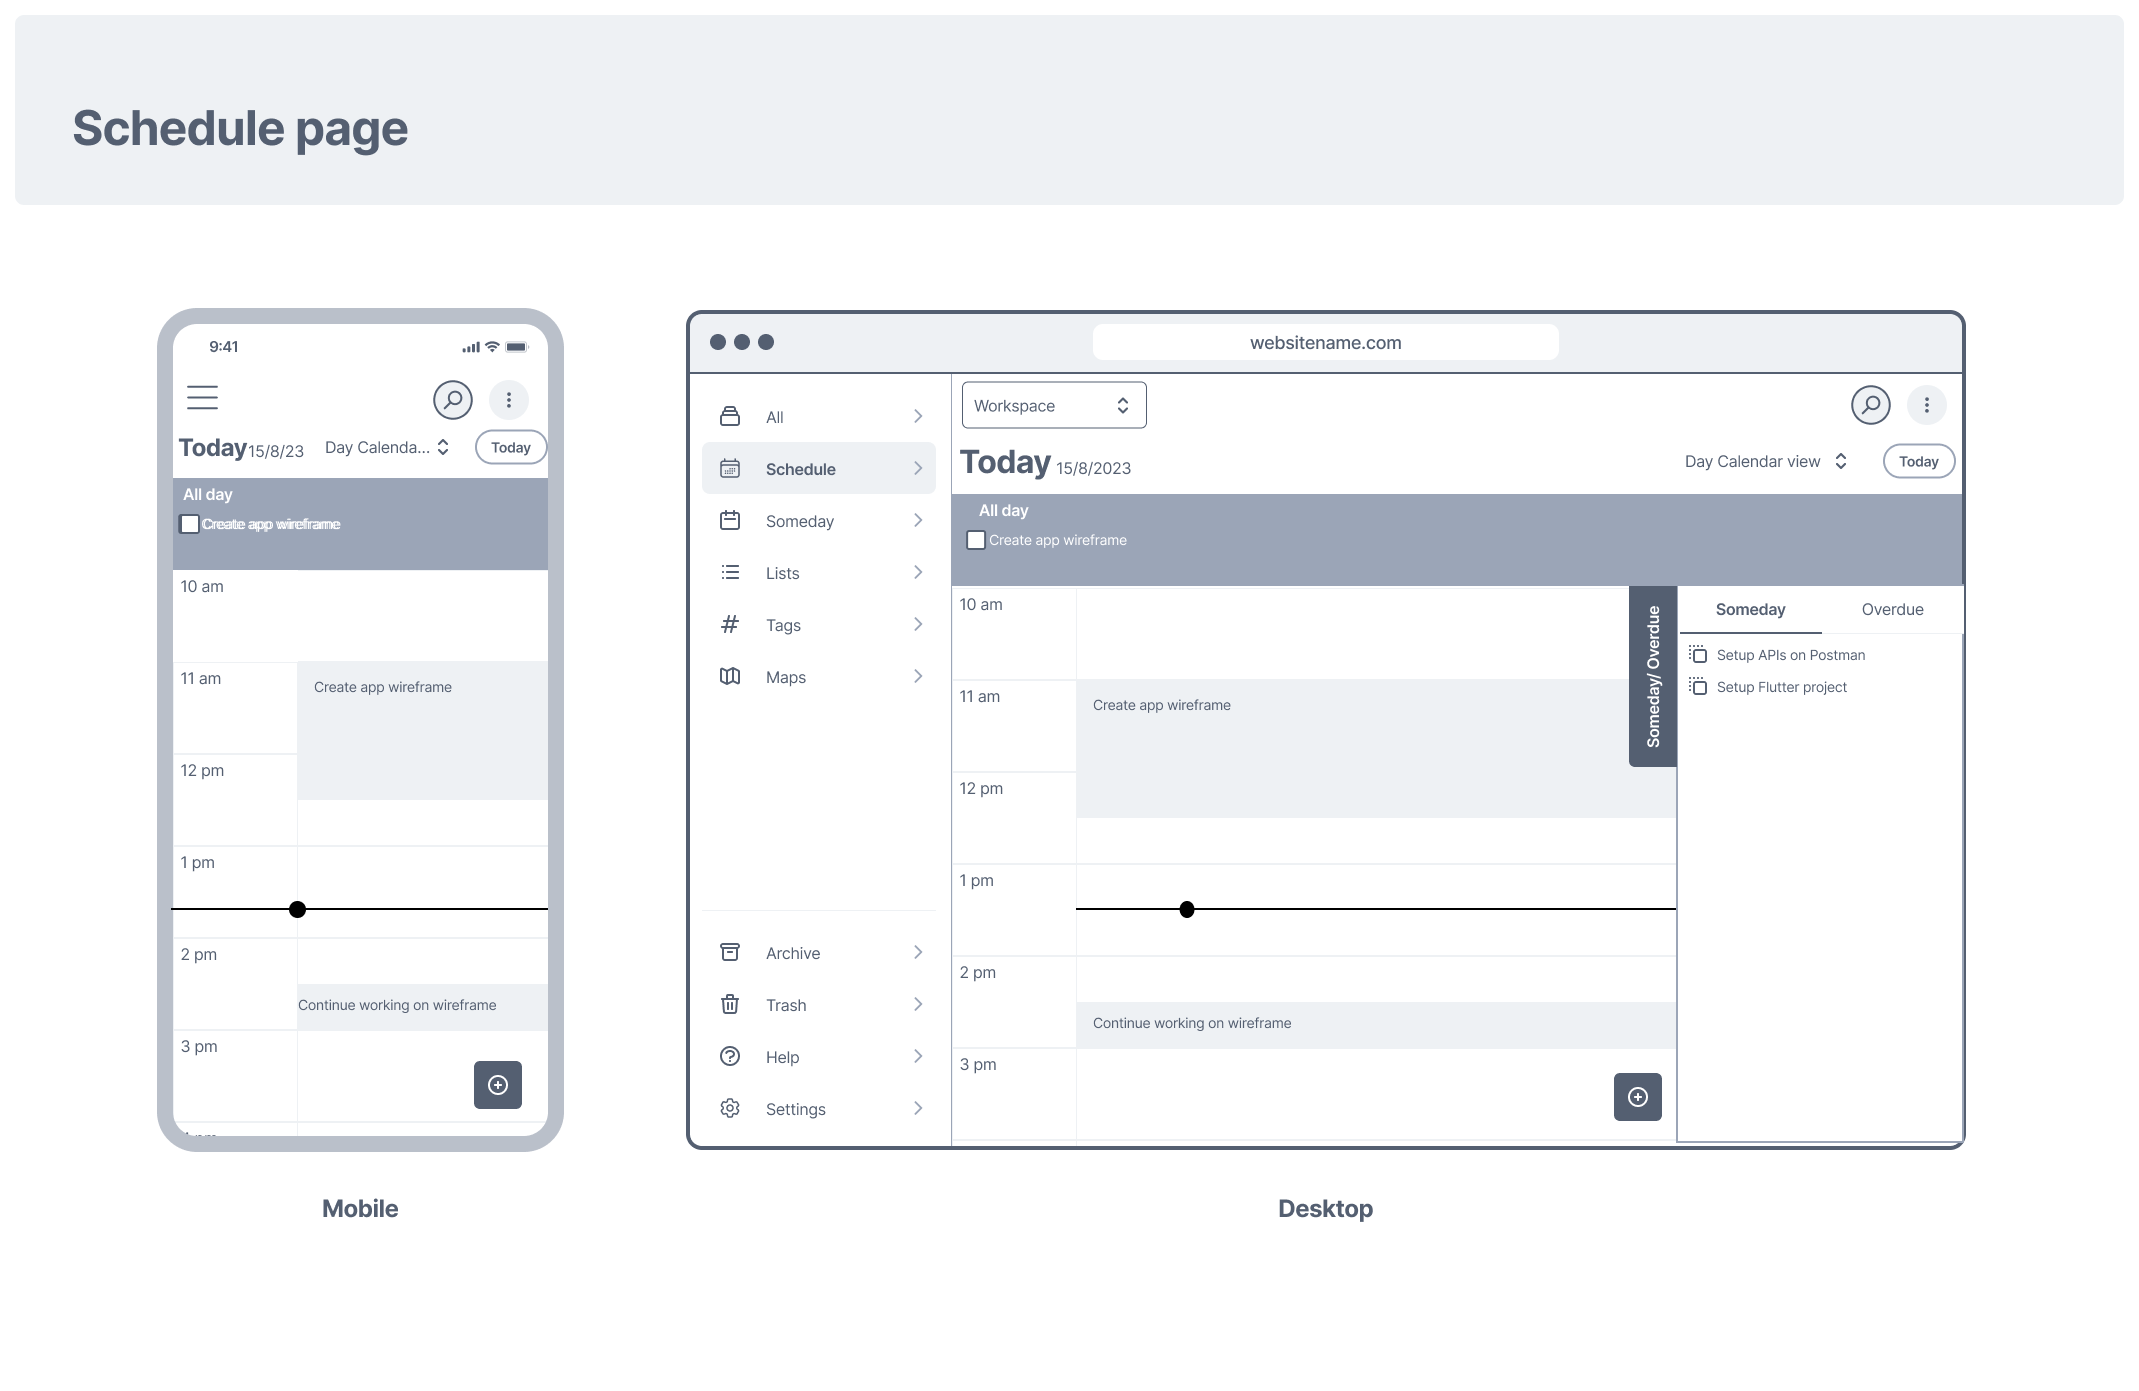 Schedule page
9:41
Today 15/8/23 Day Calenda... Today
All day
Create app wireframe
10 am
11 am
Create app wireframe
12 pm
1 pm
2 pm
Continue working on wireframe
3 pm
Mobile
websitename.com
All
Schedule
Someday
Lists
Tags
Maps
Archive
Trash
Help
Settings
Workspace
Today 15/8/2023 Day Calendar view Today
All day
Create app wireframe
10 am
11 am
Create app wireframe
12 pm
1 pm
2 pm
Continue working on wireframe
3 pm
Someday/ Overdue
Someday Overdue
Setup APIs on Postman
Setup Flutter project
Desktop